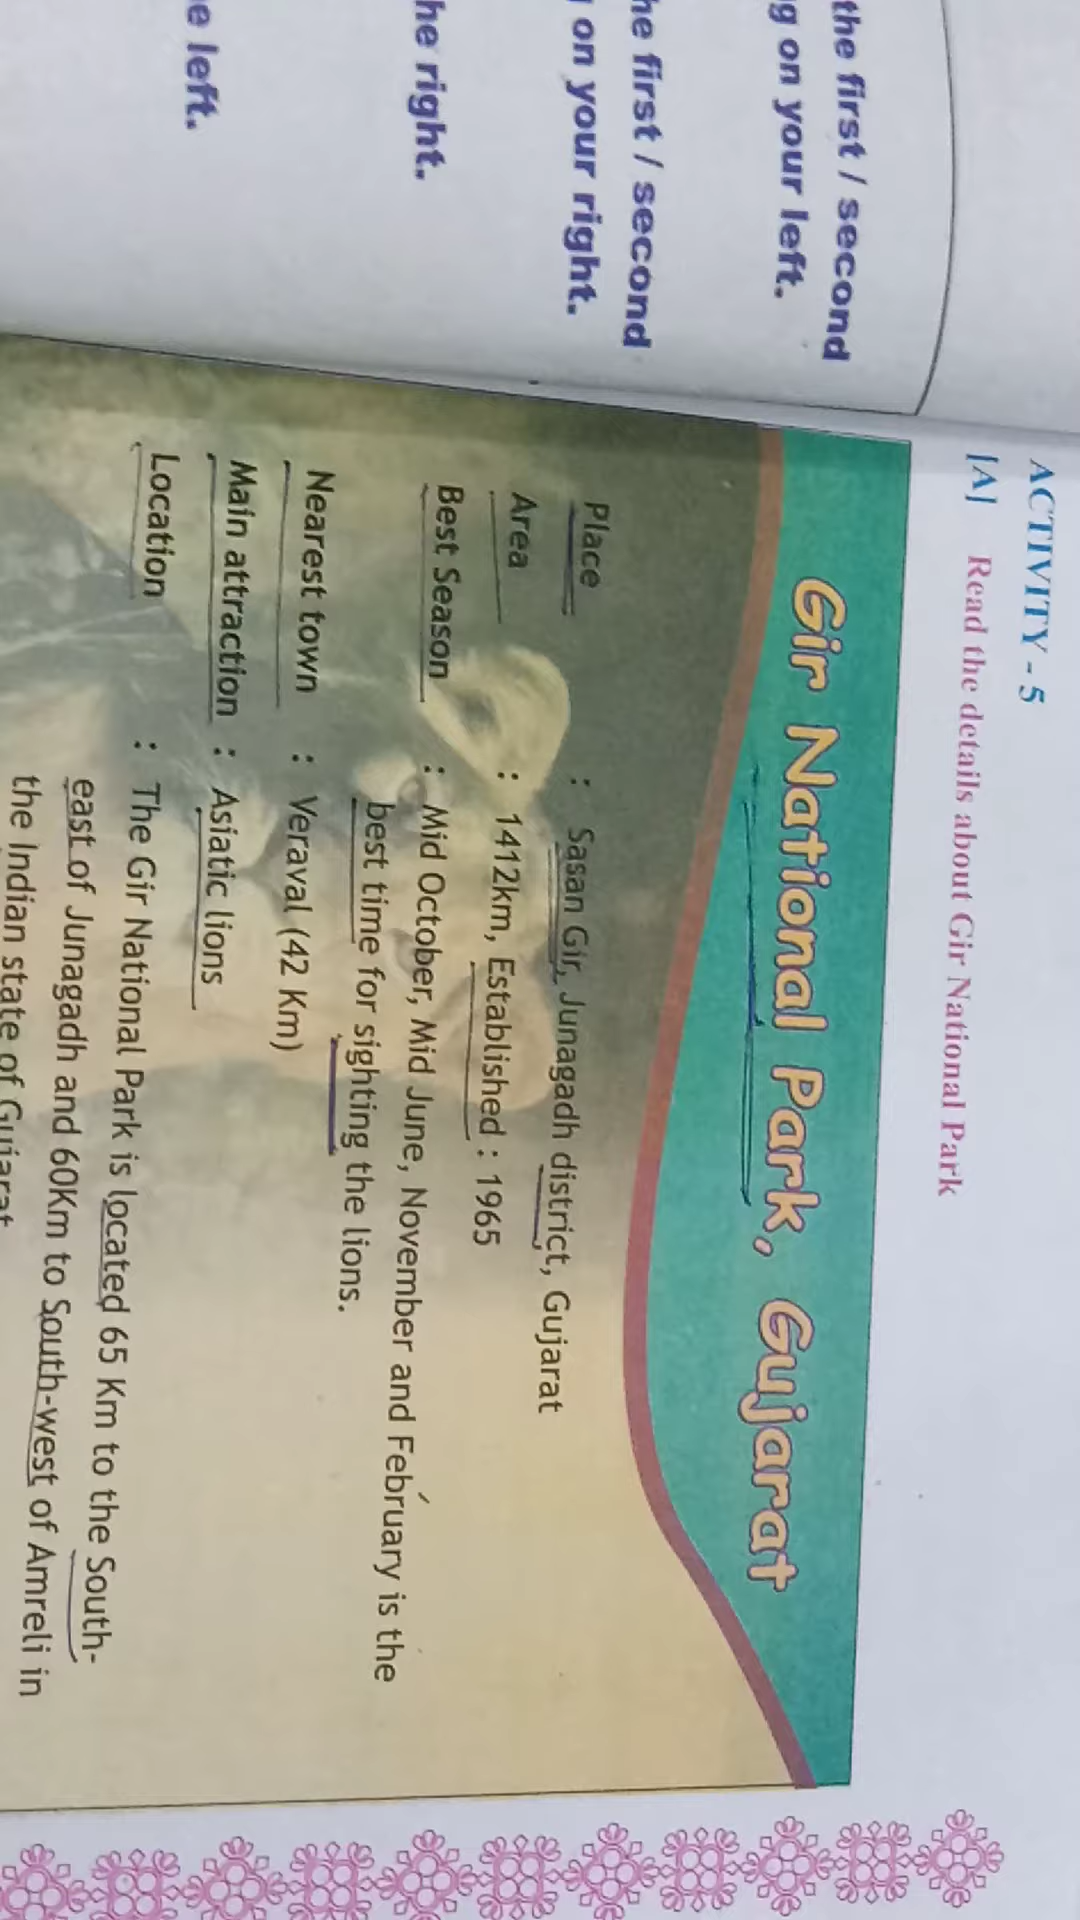 the first / second
g on your left.
he first / second
on your right.
he right.
e left.
ACTIVITY - 5
[A] Read the details about Gir National Park
Gir National Park, Gujarat
Place : Sasan Gir, Junagadh district, Gujarat
Area : 1412km, Established : 1965
Best Season : Mid October, Mid June, November and February is the
best time for sighting the lions.
Nearest town : Veraval (42 Km)
Main attraction : Asiatic lions
Location : The Gir National Park is located 65 Km to the South-
east of Junagadh and 60Km to South-west of Amreli in
the Indian state of Gujarat